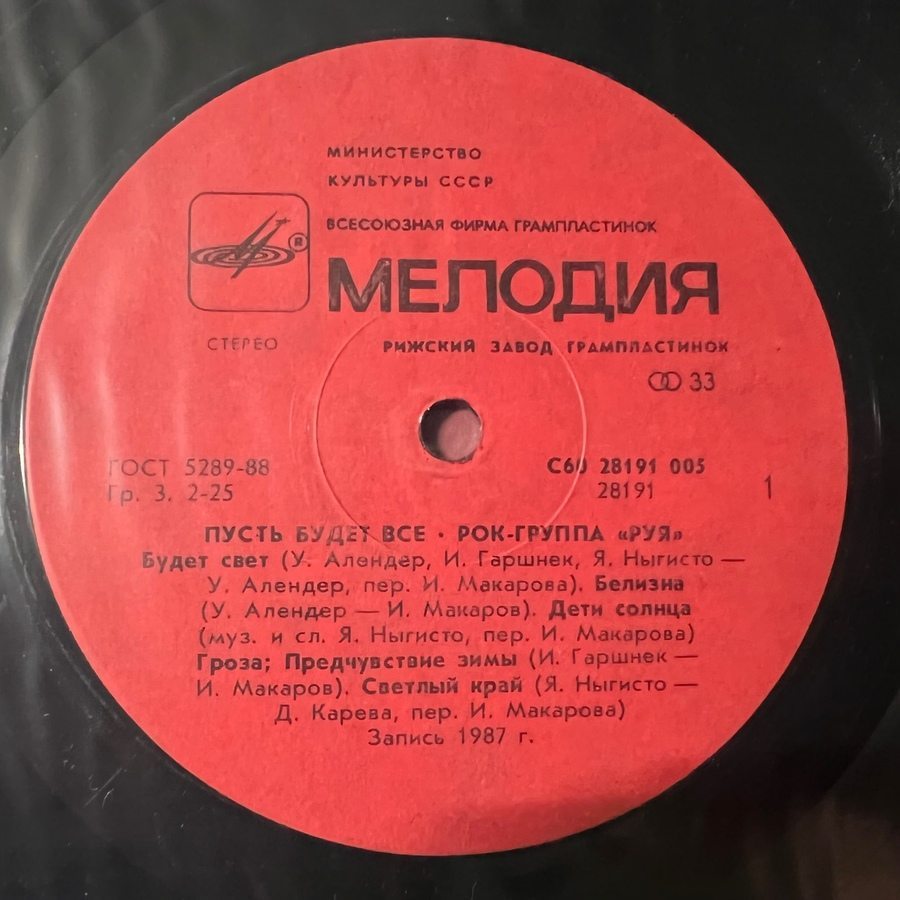 МИНИСТЕРСТВО
КУЛЬТУРЫ СССР
ВСЕСОЮЗНАЯ ФИРМА ГРАМПЛАСТИНОК
®
МЕЛОДИЯ
СТЕРЕО
РИЖСКИЙ ЗАВОД ГРАМПЛАСТИНОК
33
ГОСТ 5289-88
Гр. 3. 2-25
С60 28191 005
28191
1
ПУСТЬ БУДЕТ ВСЕ · РОК-ГРУППА «РУЯ»
Будет свет (У. Алендер, И. Гаршнек, Я. Ныгисто —
У. Алендер, пер. И. Макарова). Белизна
(У. Алендер — И. Макаров). Дети солнца
(муз. и сл. Я. Ныгисто, пер. И. Макарова)
Гроза; Предчувствие зимы (И. Гаршнек —
И. Макаров). Светлый край (Я. Ныгисто —
Д. Карева, пер. И. Макарова)
Запись 1987 г.